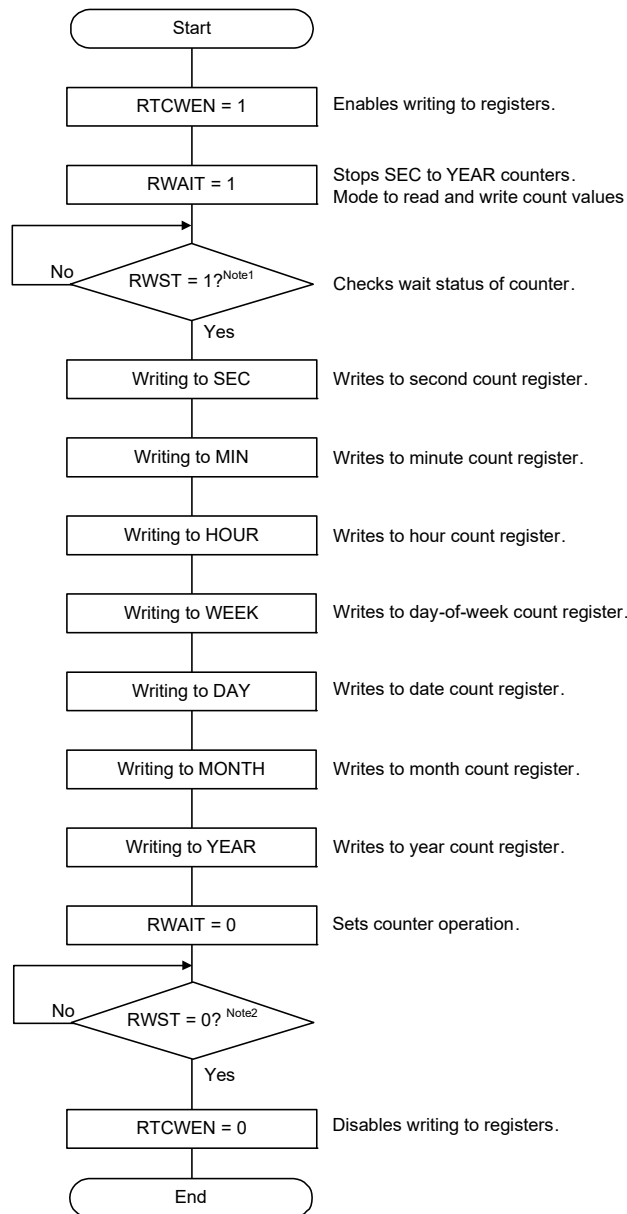 Start
RTCWEN = 1
Enables writing to registers.
RWAIT = 1
Stops SEC to YEAR counters.
Mode to read and write count values
No
RWST = 1?Note1
Checks wait status of counter.
Yes
Writing to SEC
Writes to second count register.
Writing to MIN
Writes to minute count register.
Writing to HOUR
Writes to hour count register.
Writing to WEEK
Writes to day-of-week count register.
Writing to DAY
Writes to date count register.
Writing to MONTH
Writes to month count register.
Writing to YEAR
Writes to year count register.
RWAIT = 0
Sets counter operation.
No
RWST = 0? Note2
Yes
RTCWEN = 0
Disables writing to registers.
End